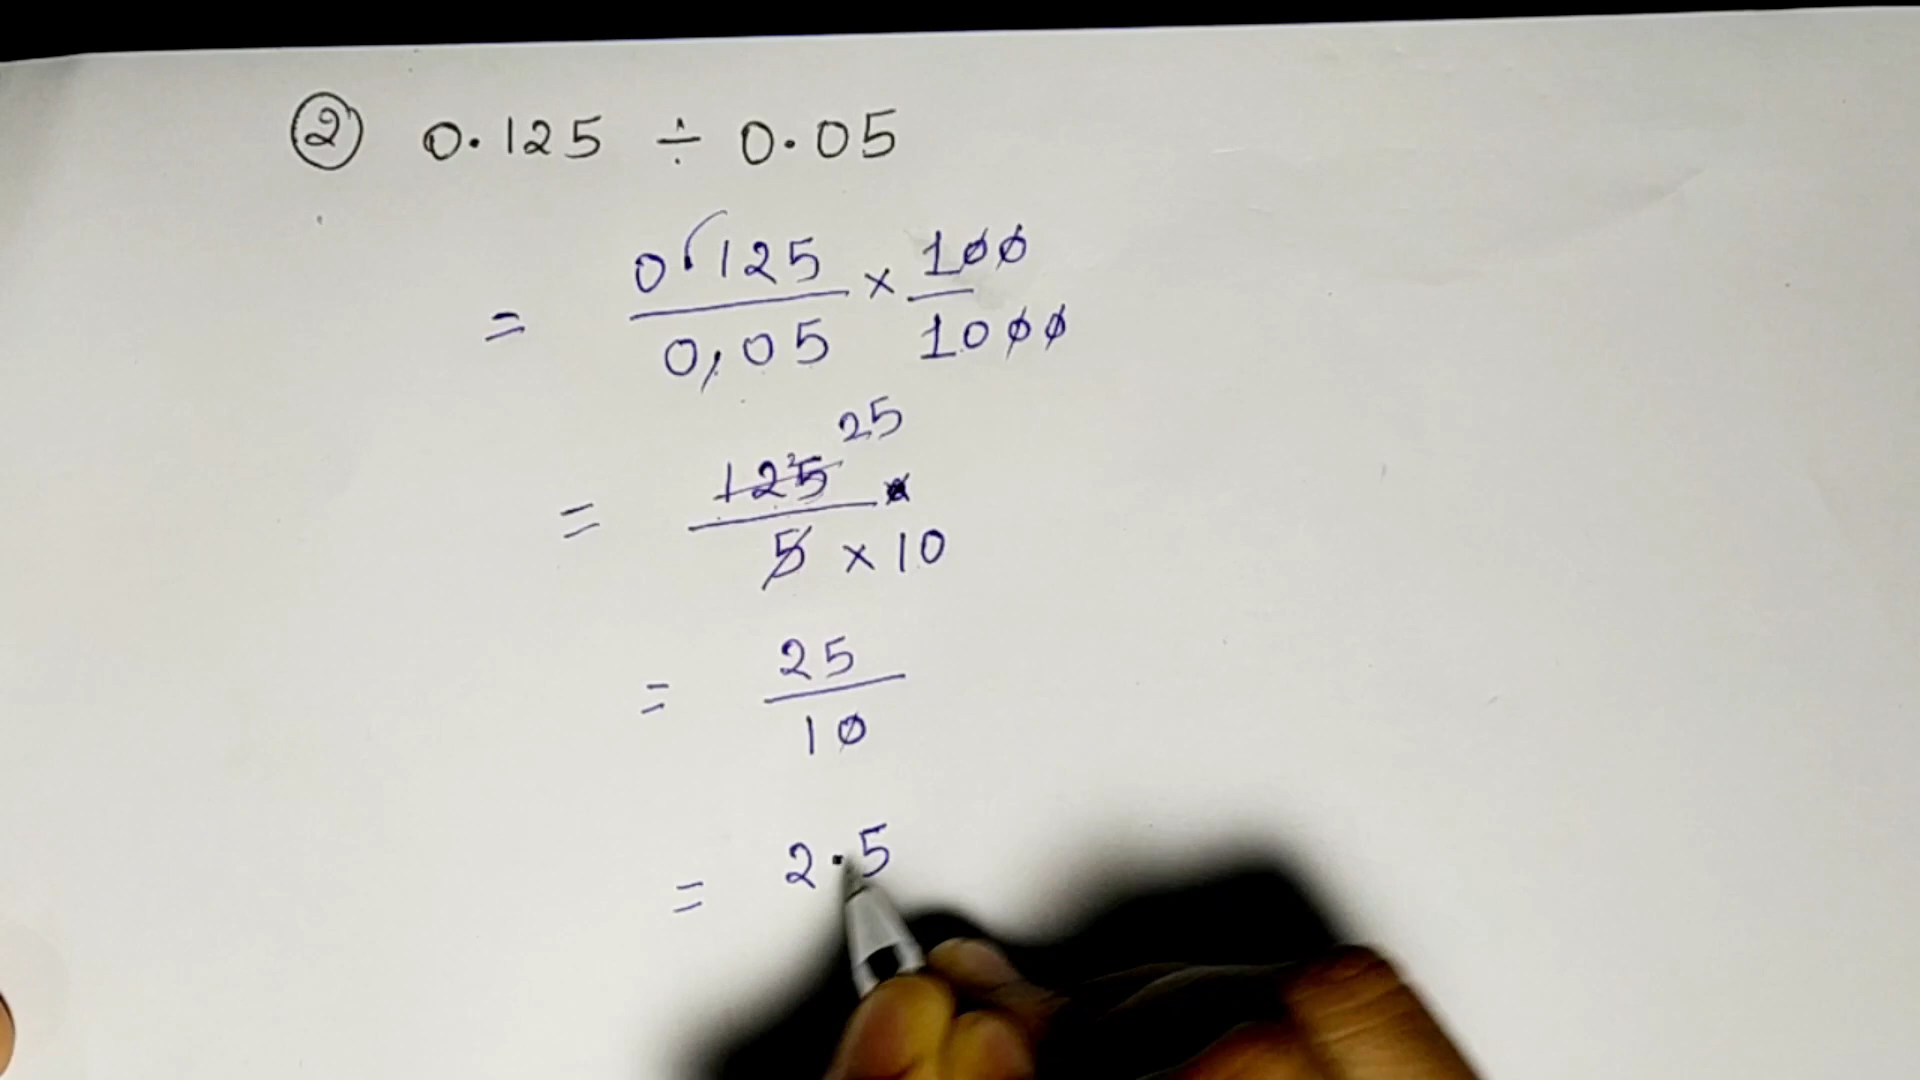 ② 0.125 ÷ 0.05
= 0.125/0.05 × 100/1000
= 125 25/5 × 10
= 25/10
= 2.5